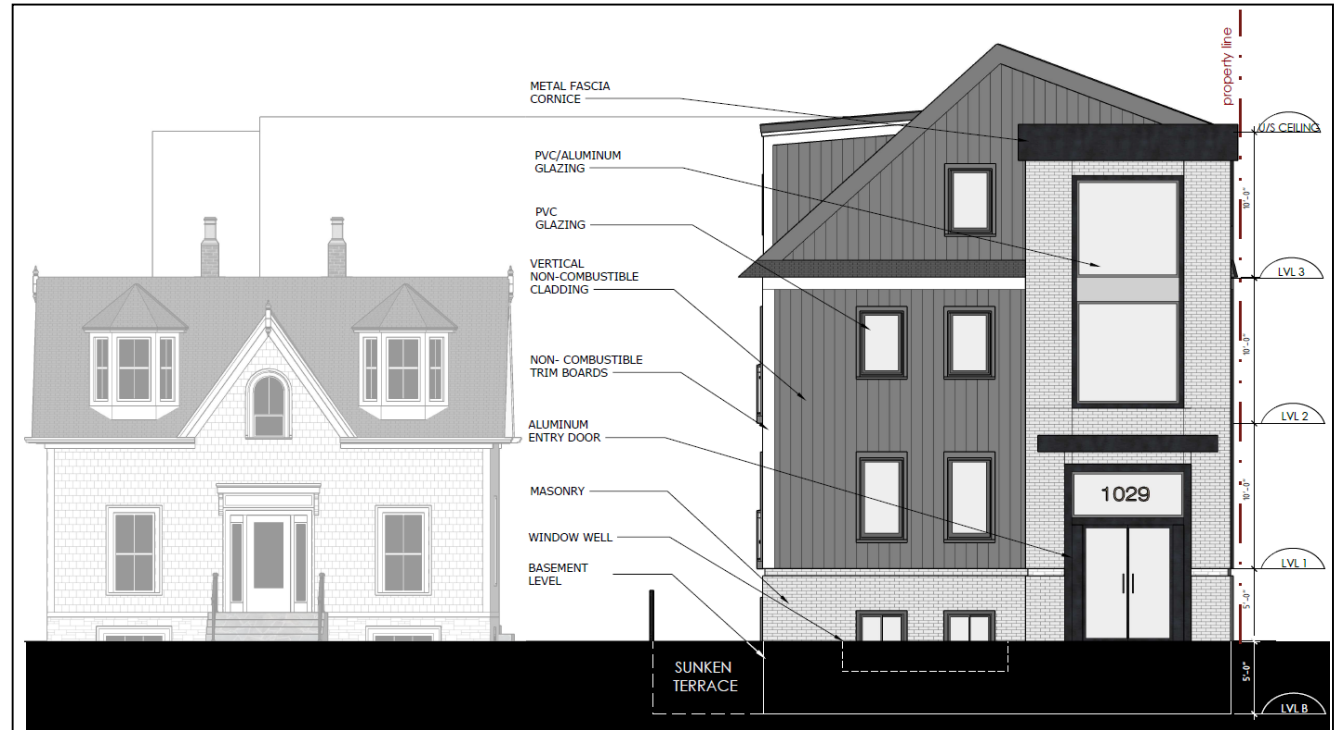 property line
METAL FASCIA
CORNICE
U/S CEILING
PVC/ALUMINUM
GLAZING
10'-0"
PVC
GLAZING
VERTICAL
NON-COMBUSTIBLE
CLADDING
LVL 3
NON- COMBUSTIBLE
TRIM BOARDS
10'-0"
ALUMINUM
ENTRY DOOR
LVL 2
MASONRY
1029
10'-0"
WINDOW WELL
BASEMENT
LEVEL
LVL 1
5'-0"
SUNKEN
TERRACE
5'-0"
LVL B